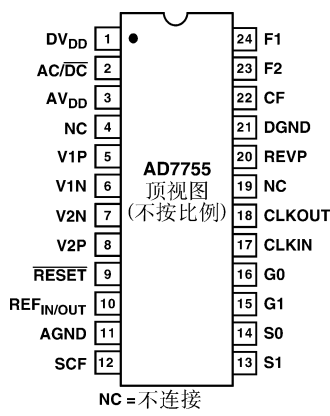 DVDD 1 24 F1
AC/DC 2 23 F2
AVDD 3 22 CF
NC 4 21 DGND
V1P 5 20 REVP
V1N 6 19 NC
V2N 7 18 CLKOUT
V2P 8 17 CLKIN
RESET 9 16 G0
REFIN/OUT 10 15 G1
AGND 11 14 S0
SCF 12 13 S1
AD7755
顶视图
(不按比例)
NC =不连接